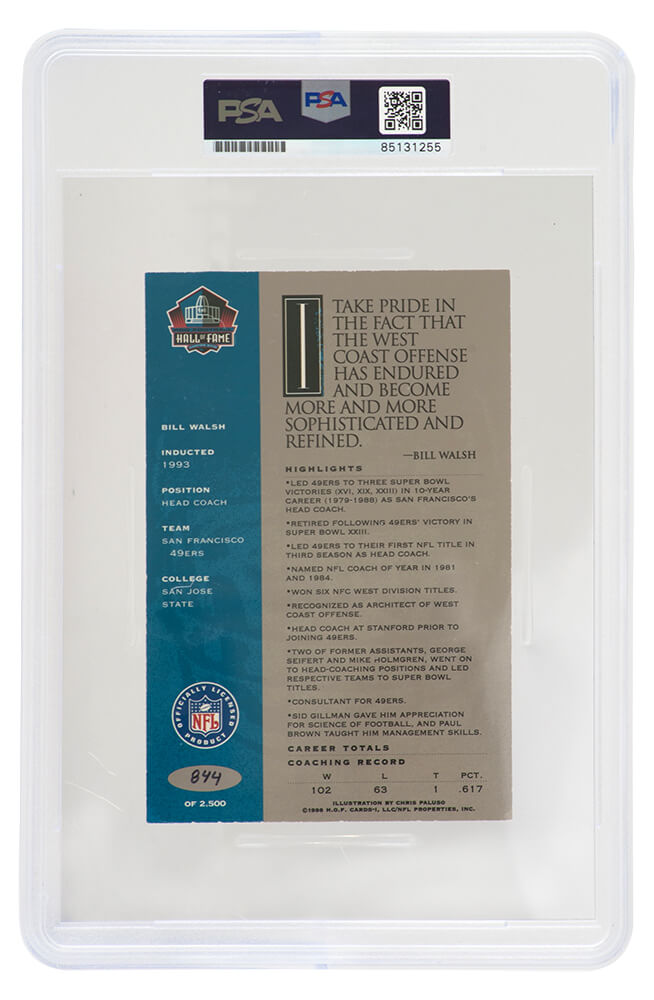 PSA
PSA
85131255
HALL OF FAME
BILL WALSH
INDUCTED
1993
POSITION
HEAD COACH
TEAM
SAN FRANCISCO
49ERS
COLLEGE
SAN JOSE
STATE
OFFICIALLY LICENSED
NFL
PRODUCT
844
OF 2,500
I TAKE PRIDE IN
THE FACT THAT
THE WEST
COAST OFFENSE
HAS ENDURED
AND BECOME
MORE AND MORE
SOPHISTICATED AND
REFINED.
—BILL WALSH
HIGHLIGHTS
•LED 49ERS TO THREE SUPER BOWL
VICTORIES (XVI, XIX, XXIII) IN 10-YEAR
CAREER (1979-1988) AS SAN FRANCISCO'S
HEAD COACH.
•RETIRED FOLLOWING 49ERS' VICTORY IN
SUPER BOWL XXIII.
•LED 49ERS TO THEIR FIRST NFL TITLE IN
THIRD SEASON AS HEAD COACH.
•NAMED NFL COACH OF YEAR IN 1981
AND 1984.
•WON SIX NFC WEST DIVISION TITLES.
•RECOGNIZED AS ARCHITECT OF WEST
COAST OFFENSE.
•HEAD COACH AT STANFORD PRIOR TO
JOINING 49ERS.
•TWO OF FORMER ASSISTANTS, GEORGE
SEIFERT AND MIKE HOLMGREN, WENT ON
TO HEAD-COACHING POSITIONS AND LED
RESPECTIVE TEAMS TO SUPER BOWL
TITLES.
•CONSULTANT FOR 49ERS.
•SID GILLMAN GAVE HIM APPRECIATION
FOR SCIENCE OF FOOTBALL, AND PAUL
BROWN TAUGHT HIM MANAGEMENT SKILLS.
CAREER TOTALS
COACHING RECORD
W L T PCT.
102 63 1 .617
ILLUSTRATION BY CHRIS PALUSO
©1998 H.O.F. CARDS-I, LLC/NFL PROPERTIES, INC.